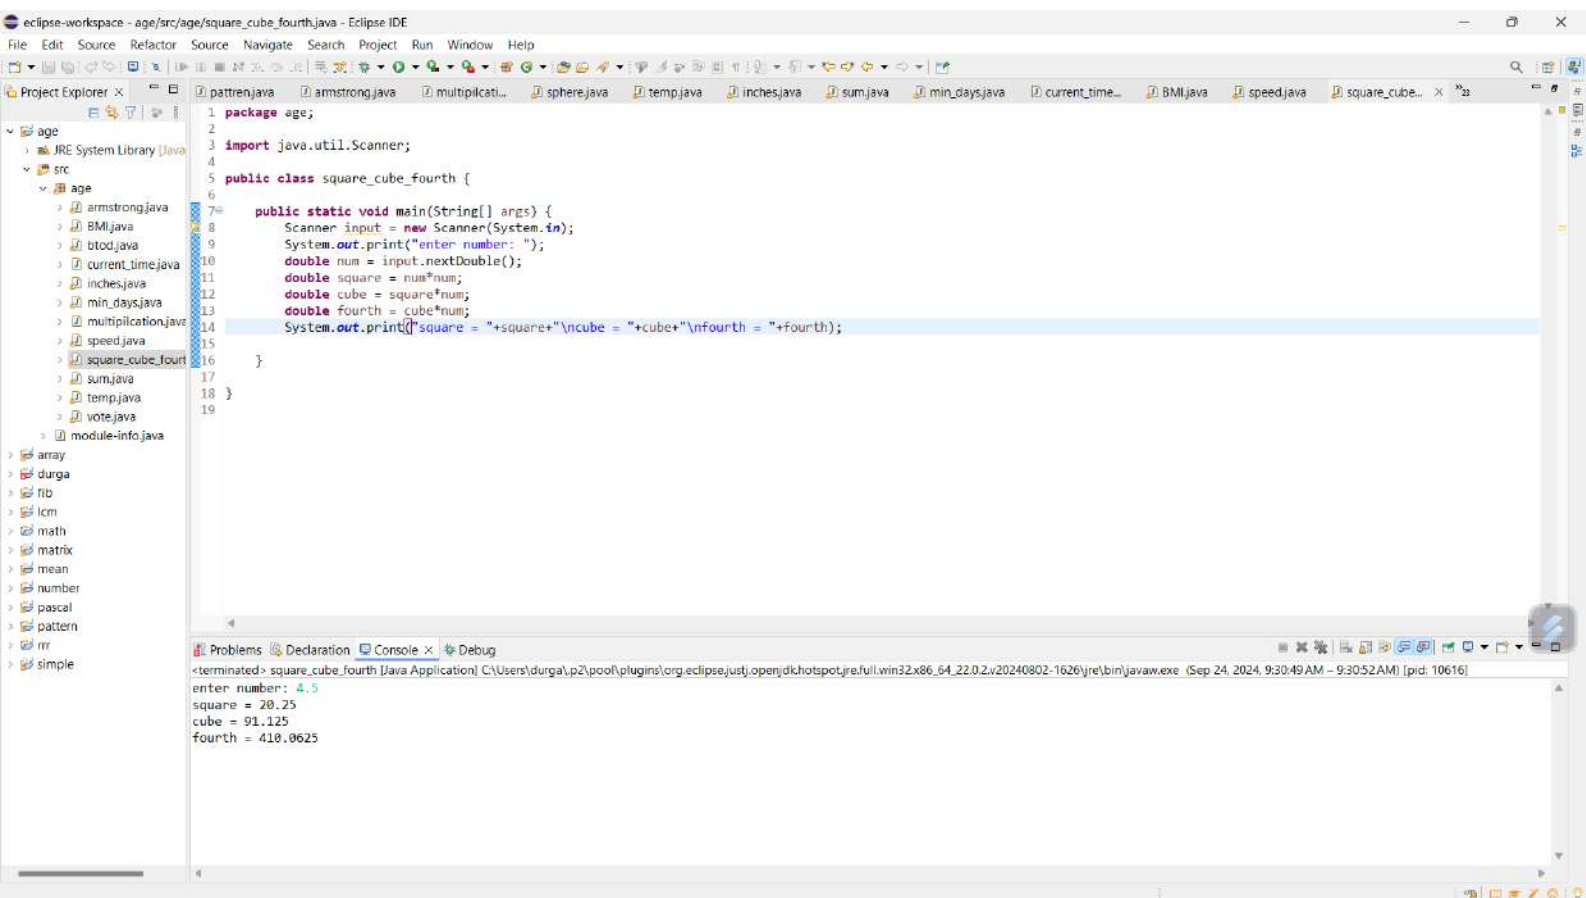 eclipse-workspace - age/src/age/square_cube_fourth.java - Eclipse IDE
File Edit Source Refactor Source Navigate Search Project Run Window Help
Project Explorer
pattren.java armstrong.java multipilcati... sphere.java temp.java inches.java sum.java min_days.java current_time... BMI.java speed.java square_cube... 23
age
JRE System Library [Java
src
age
armstrong.java
BMI.java
btod.java
current_time.java
inches.java
min_days.java
multipilcation.java
speed.java
square_cube_fourt
sum.java
temp.java
vote.java
module-info.java
array
durga
fib
lcm
math
matrix
mean
number
pascal
pattern
rrr
simple
1 package age;
2
3 import java.util.Scanner;
4
5 public class square_cube_fourth {
6
7 public static void main(String[] args) {
8 Scanner input = new Scanner(System.in);
9 System.out.print("enter number: ");
10 double num = input.nextDouble();
11 double square = num*num;
12 double cube = square*num;
13 double fourth = cube*num;
14 System.out.print("square = "+square+"\ncube = "+cube+"\nfourth = "+fourth);
15
16 }
17
18 }
19
Problems Declaration Console Debug
<terminated> square_cube_fourth [Java Application] C:\Users\durga\.p2\pool\plugins\org.eclipse.justj.openjdk.hotspot.jre.full.win32.x86_64_22.0.2.v20240802-1626\jre\bin\javaw.exe (Sep 24, 2024, 9:30:49 AM – 9:30:52 AM) [pid: 10616]
enter number: 4.5
square = 20.25
cube = 91.125
fourth = 410.0625